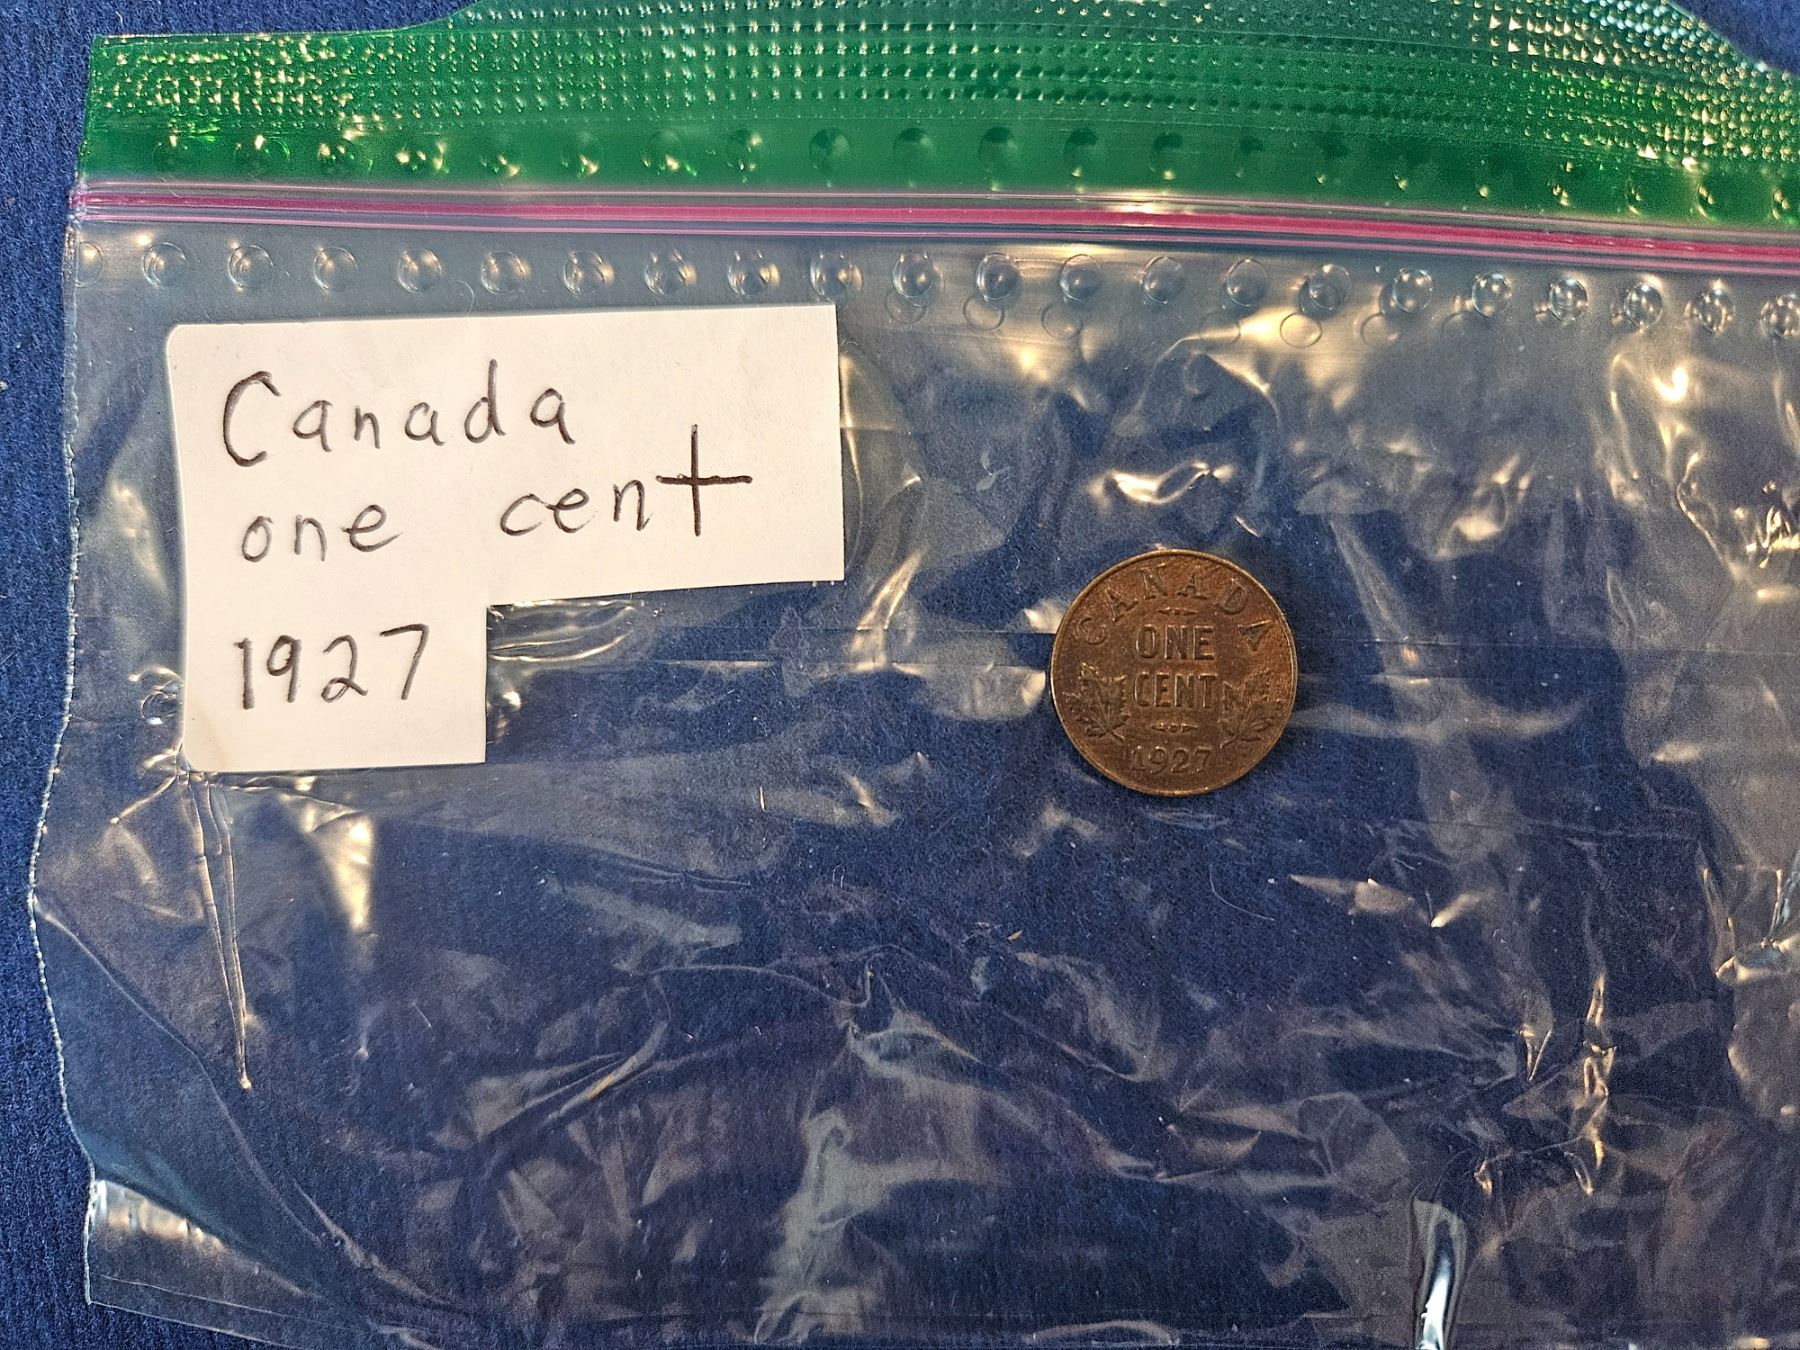 Canada
one cent
1927
CANADA
ONE
CENT
1927